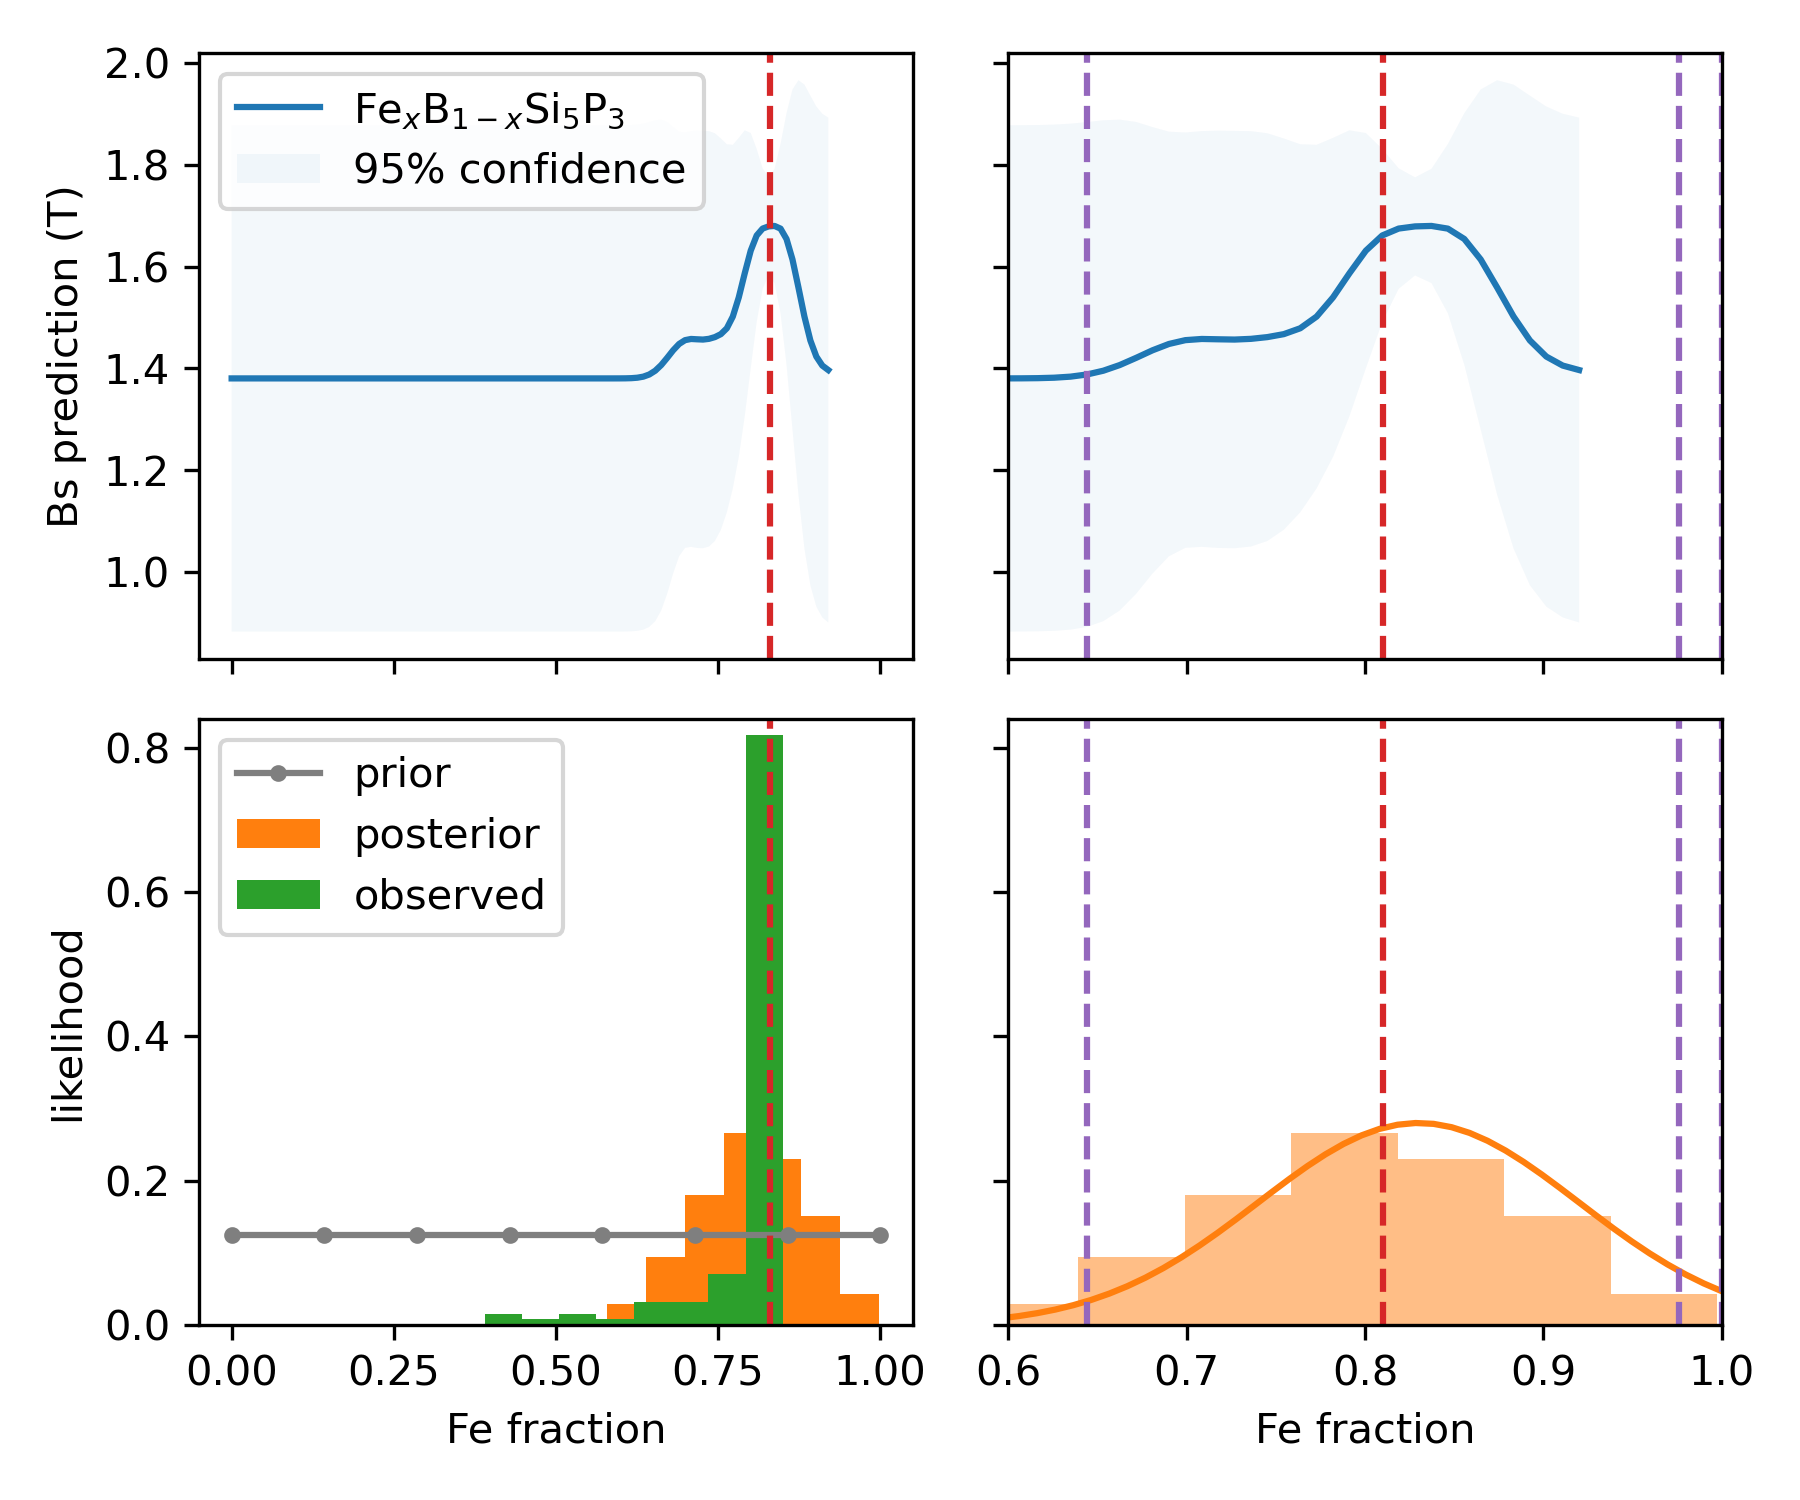 2.0
1.8
1.6
1.4
1.2
1.0
Bs prediction (T)
FeₓB₁₋ₓSi₅P₃
95% confidence
0.8
0.6
0.4
0.2
0.0
likelihood
prior
posterior
observed
0.00 0.25 0.50 0.75 1.00
Fe fraction
0.6 0.7 0.8 0.9 1.0
Fe fraction